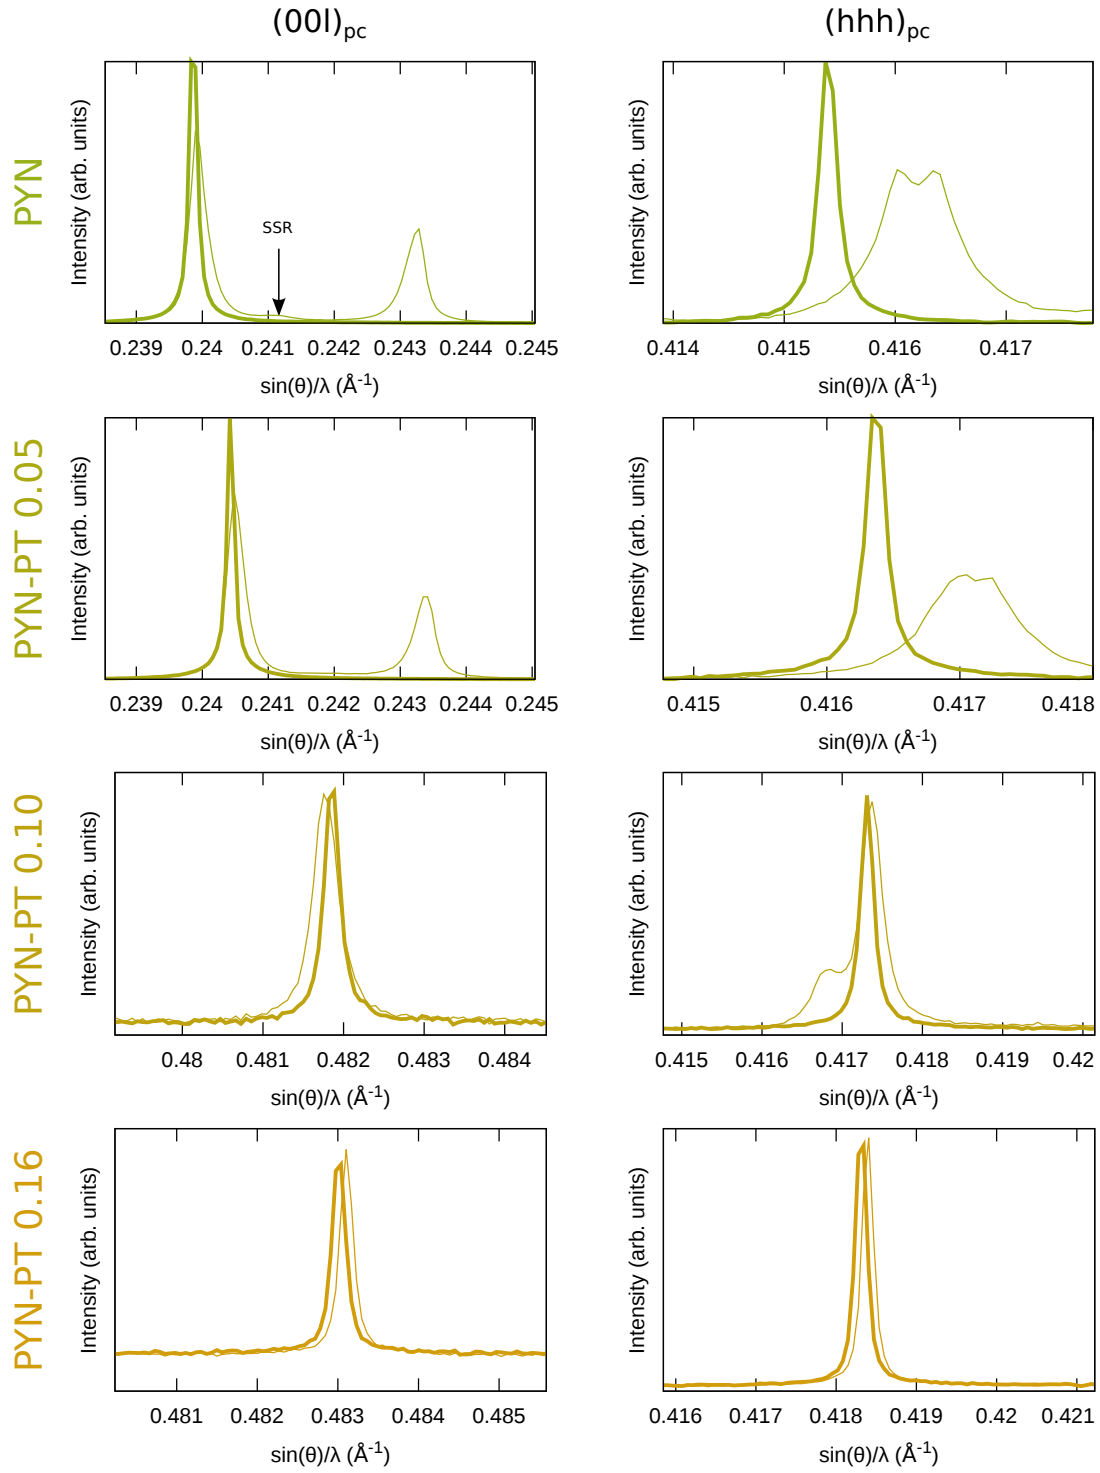 (00l)pc
(hhh)pc
PYN
Intensity (arb. units)
SSR
0.239 0.24 0.241 0.242 0.243 0.244 0.245
sin(θ)/λ (Å-1)
Intensity (arb. units)
0.414 0.415 0.416 0.417
sin(θ)/λ (Å-1)
PYN-PT 0.05
Intensity (arb. units)
0.239 0.24 0.241 0.242 0.243 0.244 0.245
sin(θ)/λ (Å-1)
Intensity (arb. units)
0.415 0.416 0.417 0.418
sin(θ)/λ (Å-1)
PYN-PT 0.10
Intensity (arb. units)
0.48 0.481 0.482 0.483 0.484
sin(θ)/λ (Å-1)
Intensity (arb. units)
0.415 0.416 0.417 0.418 0.419 0.42
sin(θ)/λ (Å-1)
PYN-PT 0.16
Intensity (arb. units)
0.481 0.482 0.483 0.484 0.485
sin(θ)/λ (Å-1)
Intensity (arb. units)
0.416 0.417 0.418 0.419 0.42 0.421
sin(θ)/λ (Å-1)